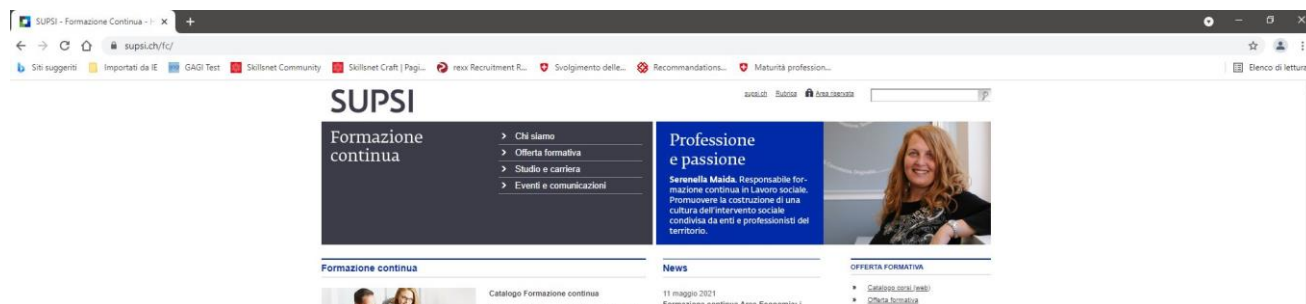 SUPSI - Formazione Continua - H
supsi.ch/fc/
Siti suggeriti Importati da IE GAGI Test Skillsnet Community Skillsnet Craft | Pagi... rexx Recruitment R... Svolgimento delle... Recommandations... Maturità profession... Elenco di lettura
SUPSI
supsi.ch Rubrica Area riservata
Formazione
continua
> Chi siamo
> Offerta formativa
> Studio e carriera
> Eventi e comunicazioni
Professione
e passione
Serenella Maida. Responsabile for-
mazione continua in Lavoro sociale.
Promuovere la costruzione di una
cultura dell'intervento sociale
condivisa da enti e professionisti del
territorio.
Formazione continua
Catalogo Formazione continua
News
11 maggio 2021
OFFERTA FORMATIVA
Catalogo corsi (web)
Offerta formativa